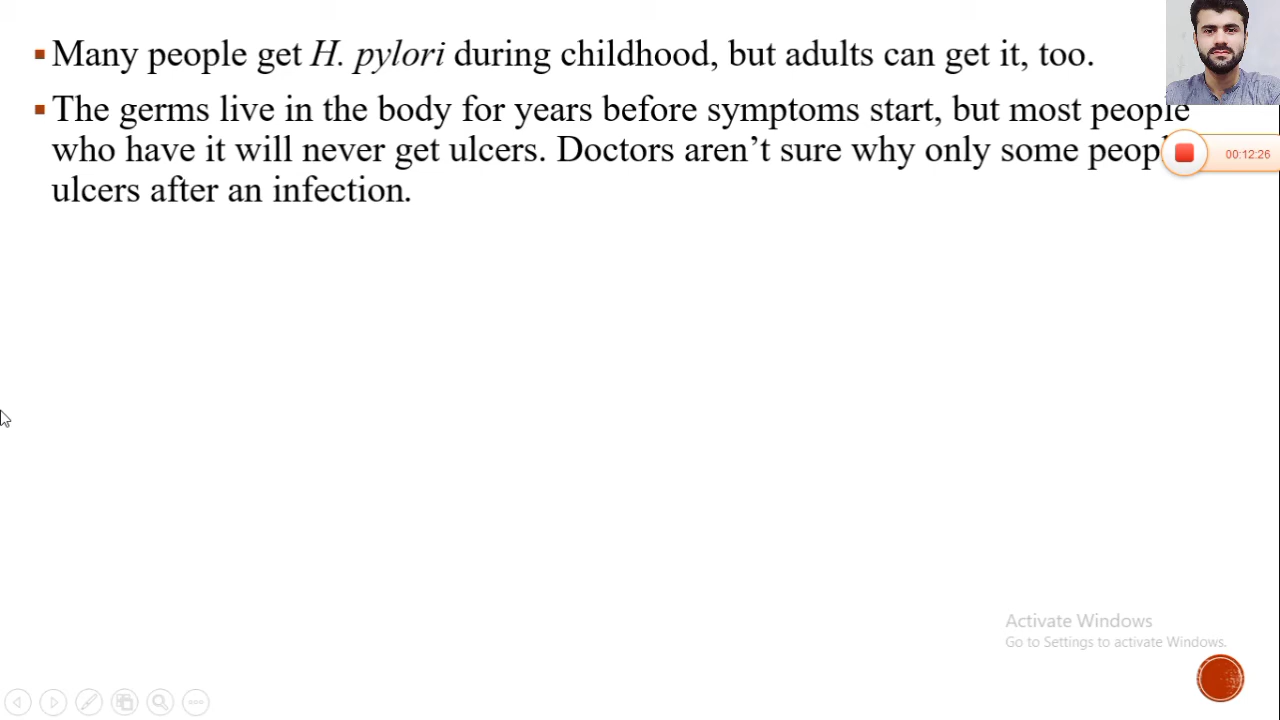 Many people get H. pylori during childhood, but adults can get it, too.
The germs live in the body for years before symptoms start, but most people
who have it will never get ulcers. Doctors aren't sure why only some
ulcers after an infection.
00:12:26
Activate Windows
Go to Settings to activate Windows.